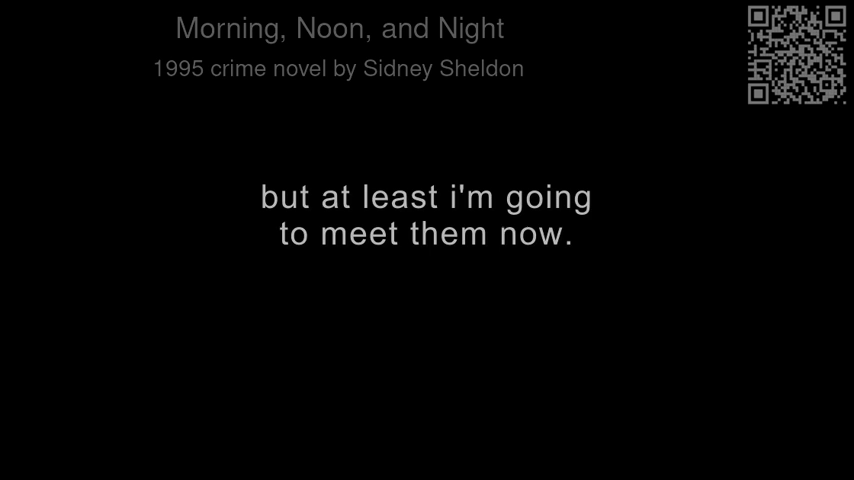 Morning, Noon, and Night
1995 crime novel by Sidney Sheldon
but at least i'm going
to meet them now.